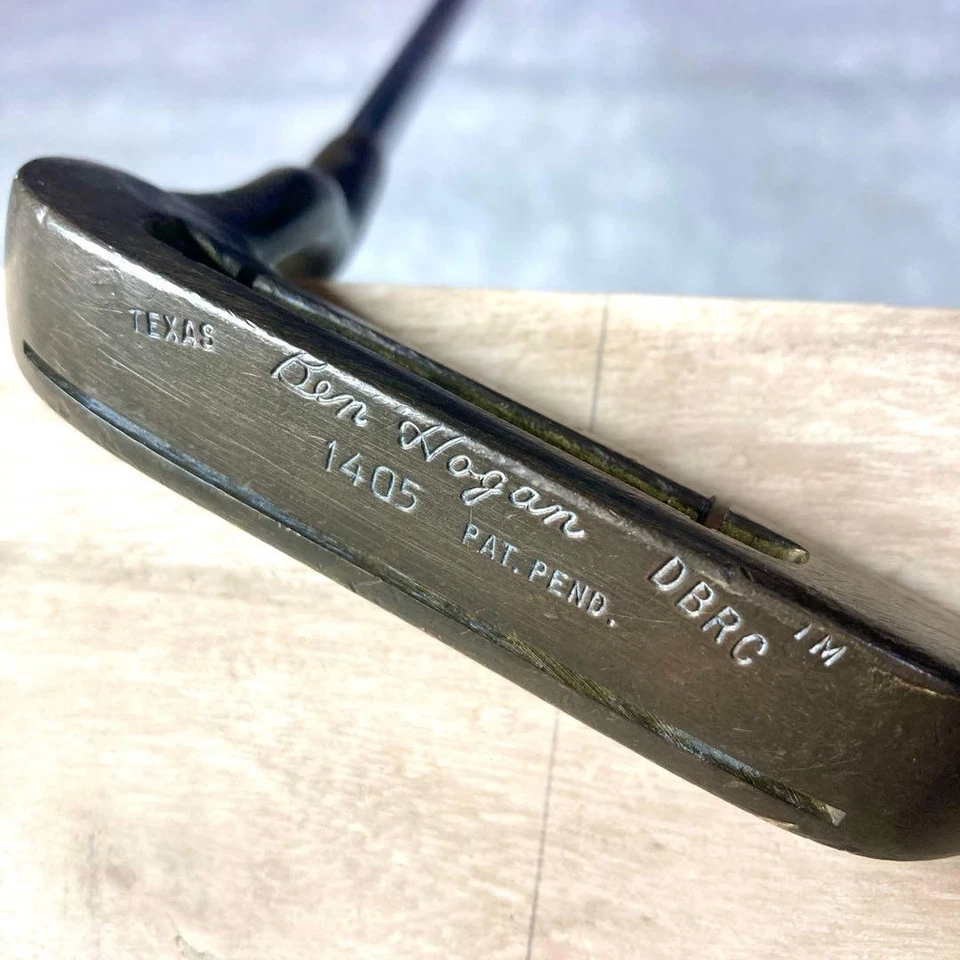 TEXAS
Ben Hogan
1405
PAT. PEND.
DBRC TM